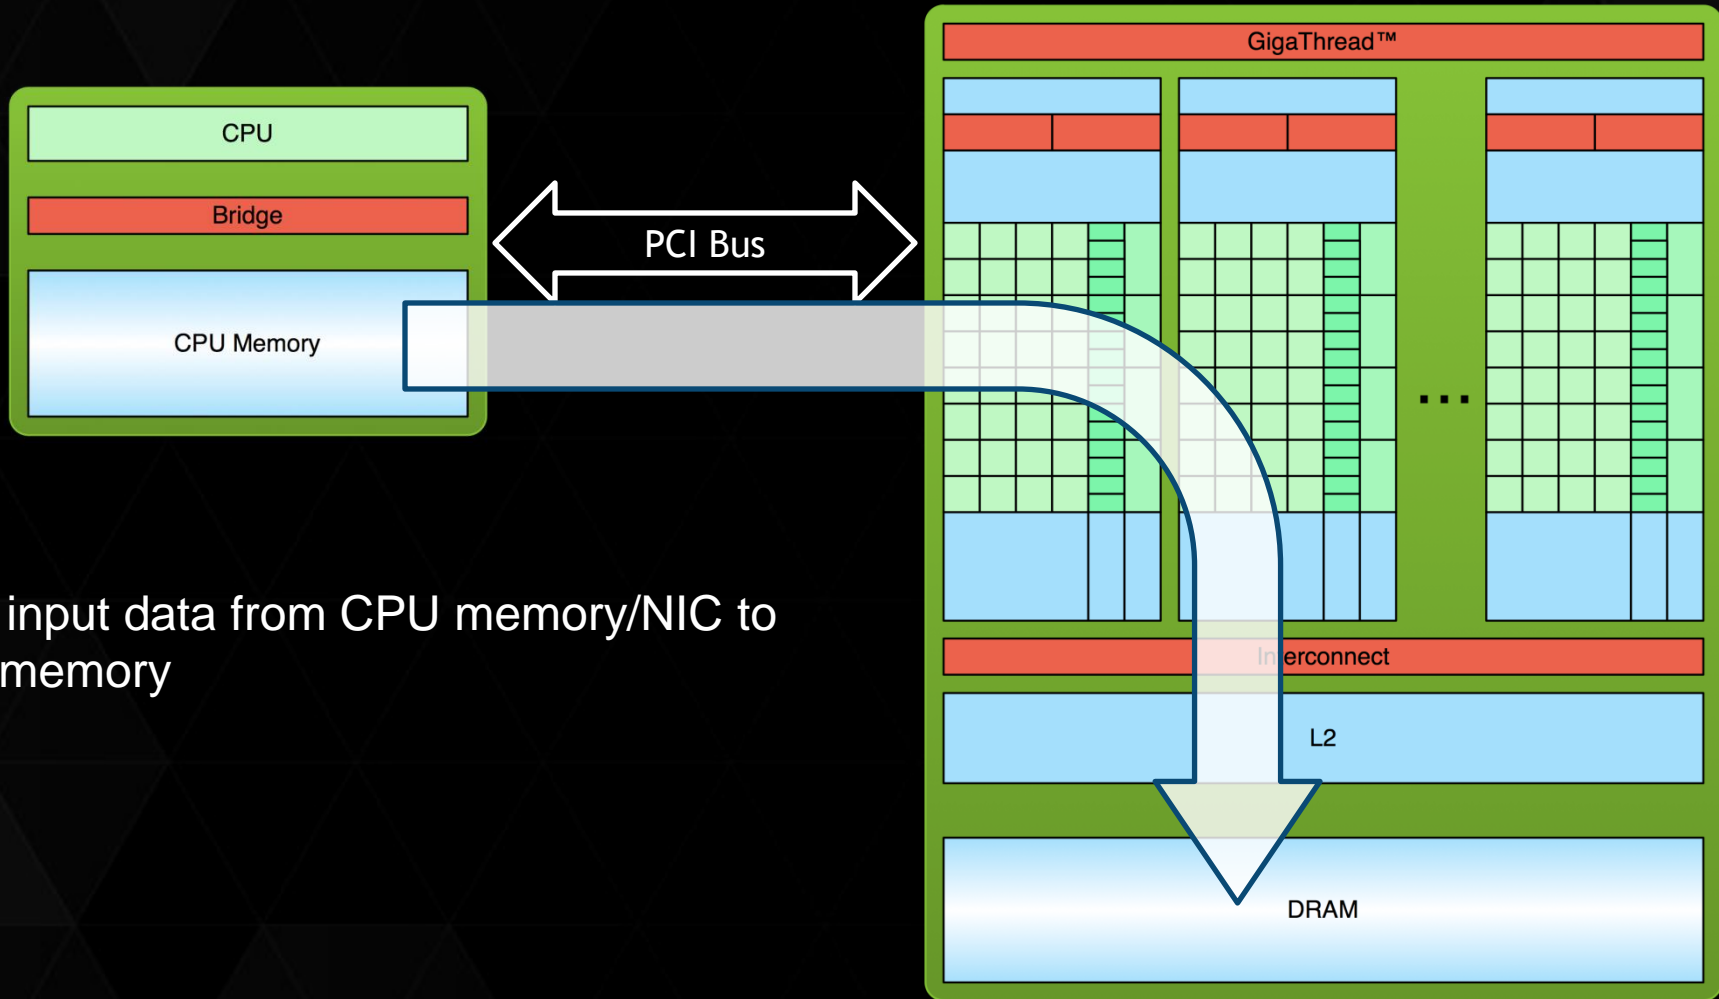 GigaThread™
CPU
Bridge
PCI Bus
CPU Memory
...
input data from CPU memory/NIC to
memory
Interconnect
L2
DRAM